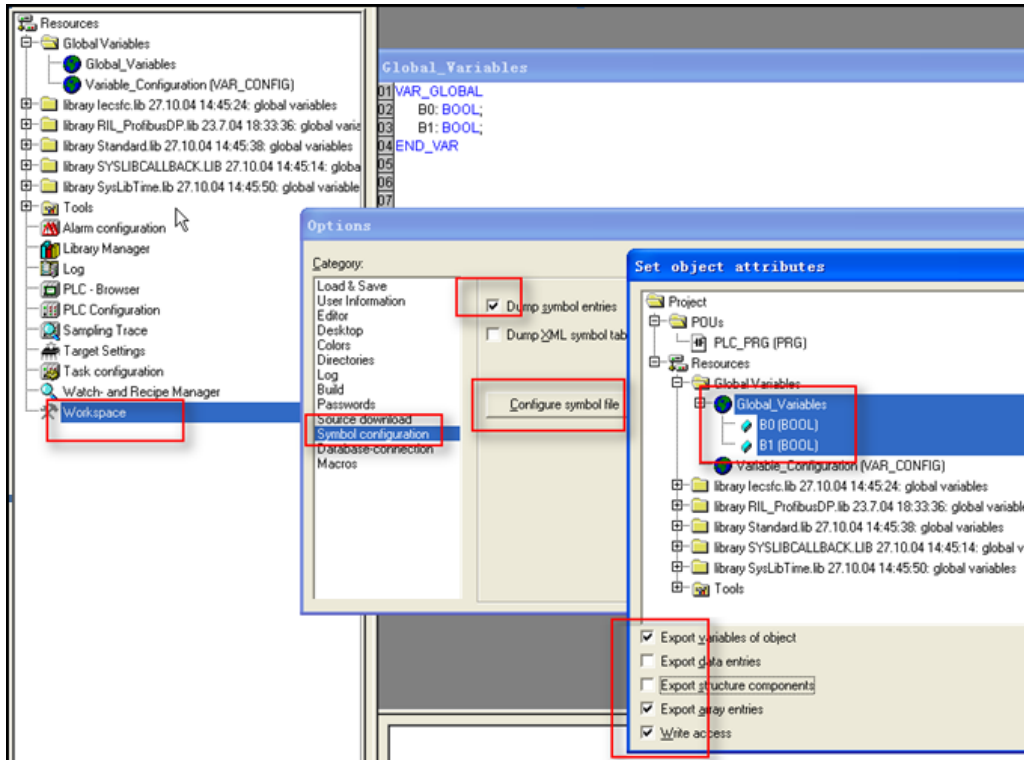 Resources
Global Variables
Global_Variables
Variable_Configuration (VAR_CONFIG)
library Iecsfc.lib 27.10.04 14:45:24: global variables
library RIL_ProfibusDP.lib 23.7.04 18:33:36: global varia
library Standard.lib 27.10.04 14:45:38: global variables
library SYSLIBCALLBACK.LIB 27.10.04 14:45:14: globa
library SysLibTime.lib 27.10.04 14:45:50: global variable
Tools
Alarm configuration
Library Manager
Log
PLC - Browser
PLC Configuration
Sampling Trace
Target Settings
Task configuration
Watch- and Recipe Manager
Workspace
Global_Variables
01 VAR_GLOBAL
02 B0: BOOL;
03 B1: BOOL;
04 END_VAR
05
06
07
Options
Category:
Load & Save
User Information
Editor
Desktop
Colors
Directories
Log
Build
Passwords
Source download
Symbol configuration
Database-connection
Macros
Dump symbol entries
Dump XML symbol tab
Configure symbol file
Set object attributes
Project
POUs
PLC_PRG (PRG)
Resources
Global Variables
Global_Variables
B0 (BOOL)
B1 (BOOL)
Variable_Configuration (VAR_CONFIG)
library Iecsfc.lib 27.10.04 14:45:24: global variables
library RIL_ProfibusDP.lib 23.7.04 18:33:36: global variable
library Standard.lib 27.10.04 14:45:38: global variables
library SYSLIBCALLBACK.LIB 27.10.04 14:45:14: global v
library SysLibTime.lib 27.10.04 14:45:50: global variables
Tools
Export variables of object
Export data entries
Export structure components
Export array entries
Write access